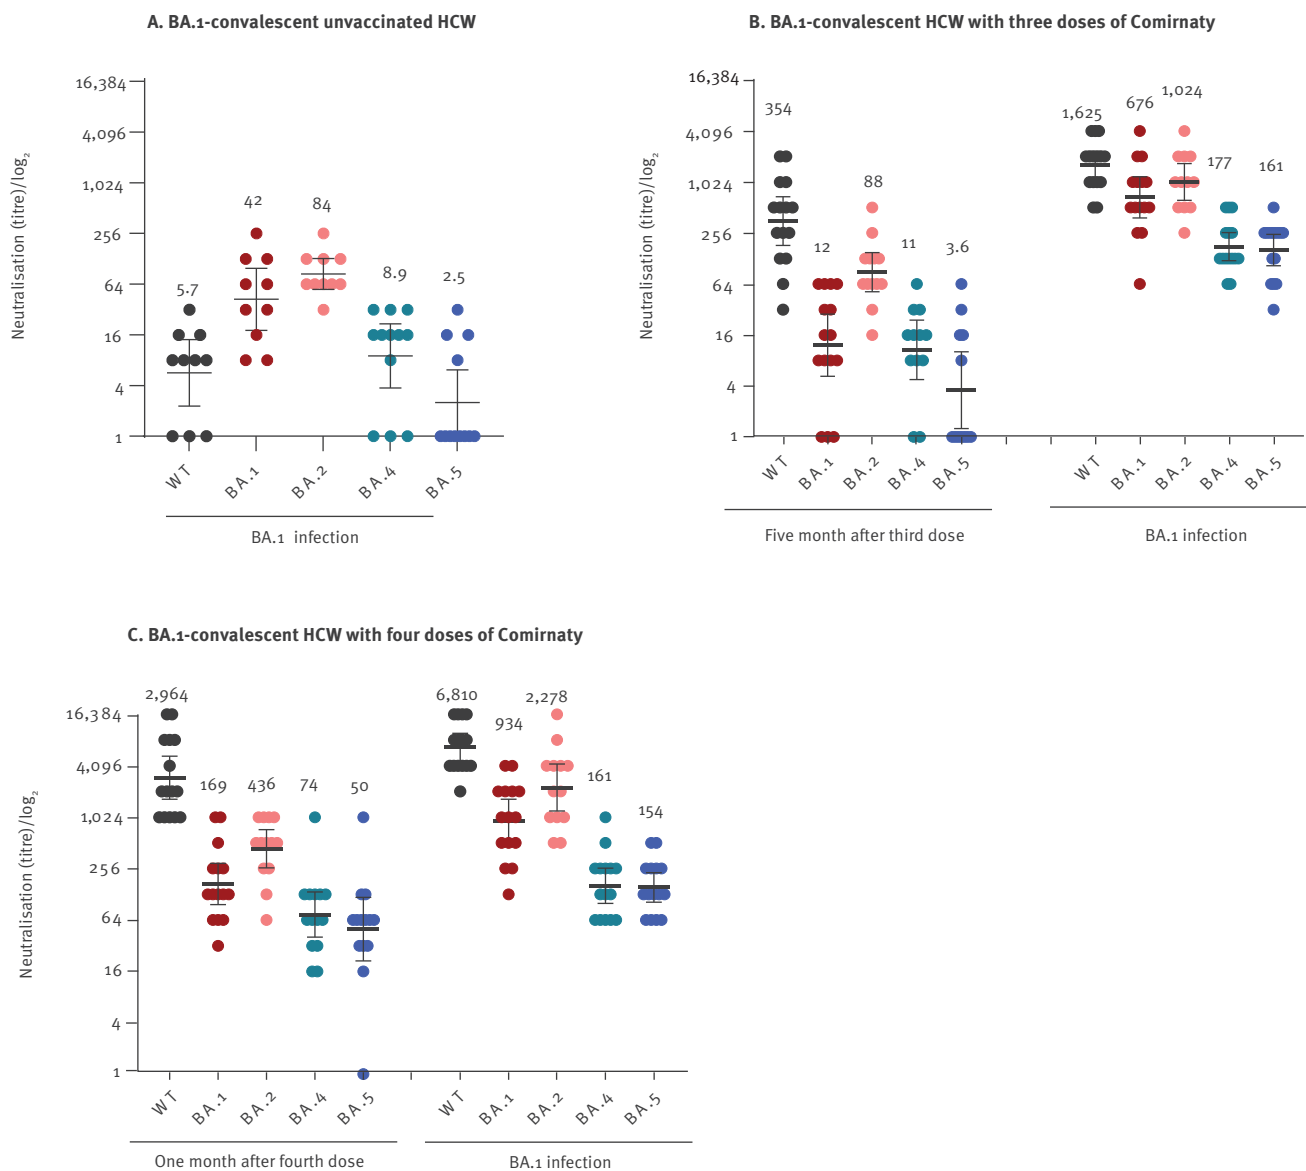 A. BA.1-convalescent unvaccinated HCW
Neutralisation (titre)/log2
16,384
4,096
1,024
256
64
16
4
1
5.7
42
84
8.9
2.5
WT
BA.1
BA.2
BA.4
BA.5
BA.1 infection
B. BA.1-convalescent HCW with three doses of Comirnaty
Neutralisation (titre)/log2
16,384
4,096
1,024
256
64
16
4
1
354
12
88
11
3.6
1,625
676
1,024
177
161
WT
BA.1
BA.2
BA.4
BA.5
WT
BA.1
BA.2
BA.4
BA.5
Five month after third dose
BA.1 infection
C. BA.1-convalescent HCW with four doses of Comirnaty
Neutralisation (titre)/log2
16,384
4,096
1,024
256
64
16
4
1
2,964
169
436
74
50
6,810
934
2,278
161
154
WT
BA.1
BA.2
BA.4
BA.5
WT
BA.1
BA.2
BA.4
BA.5
One month after fourth dose
BA.1 infection